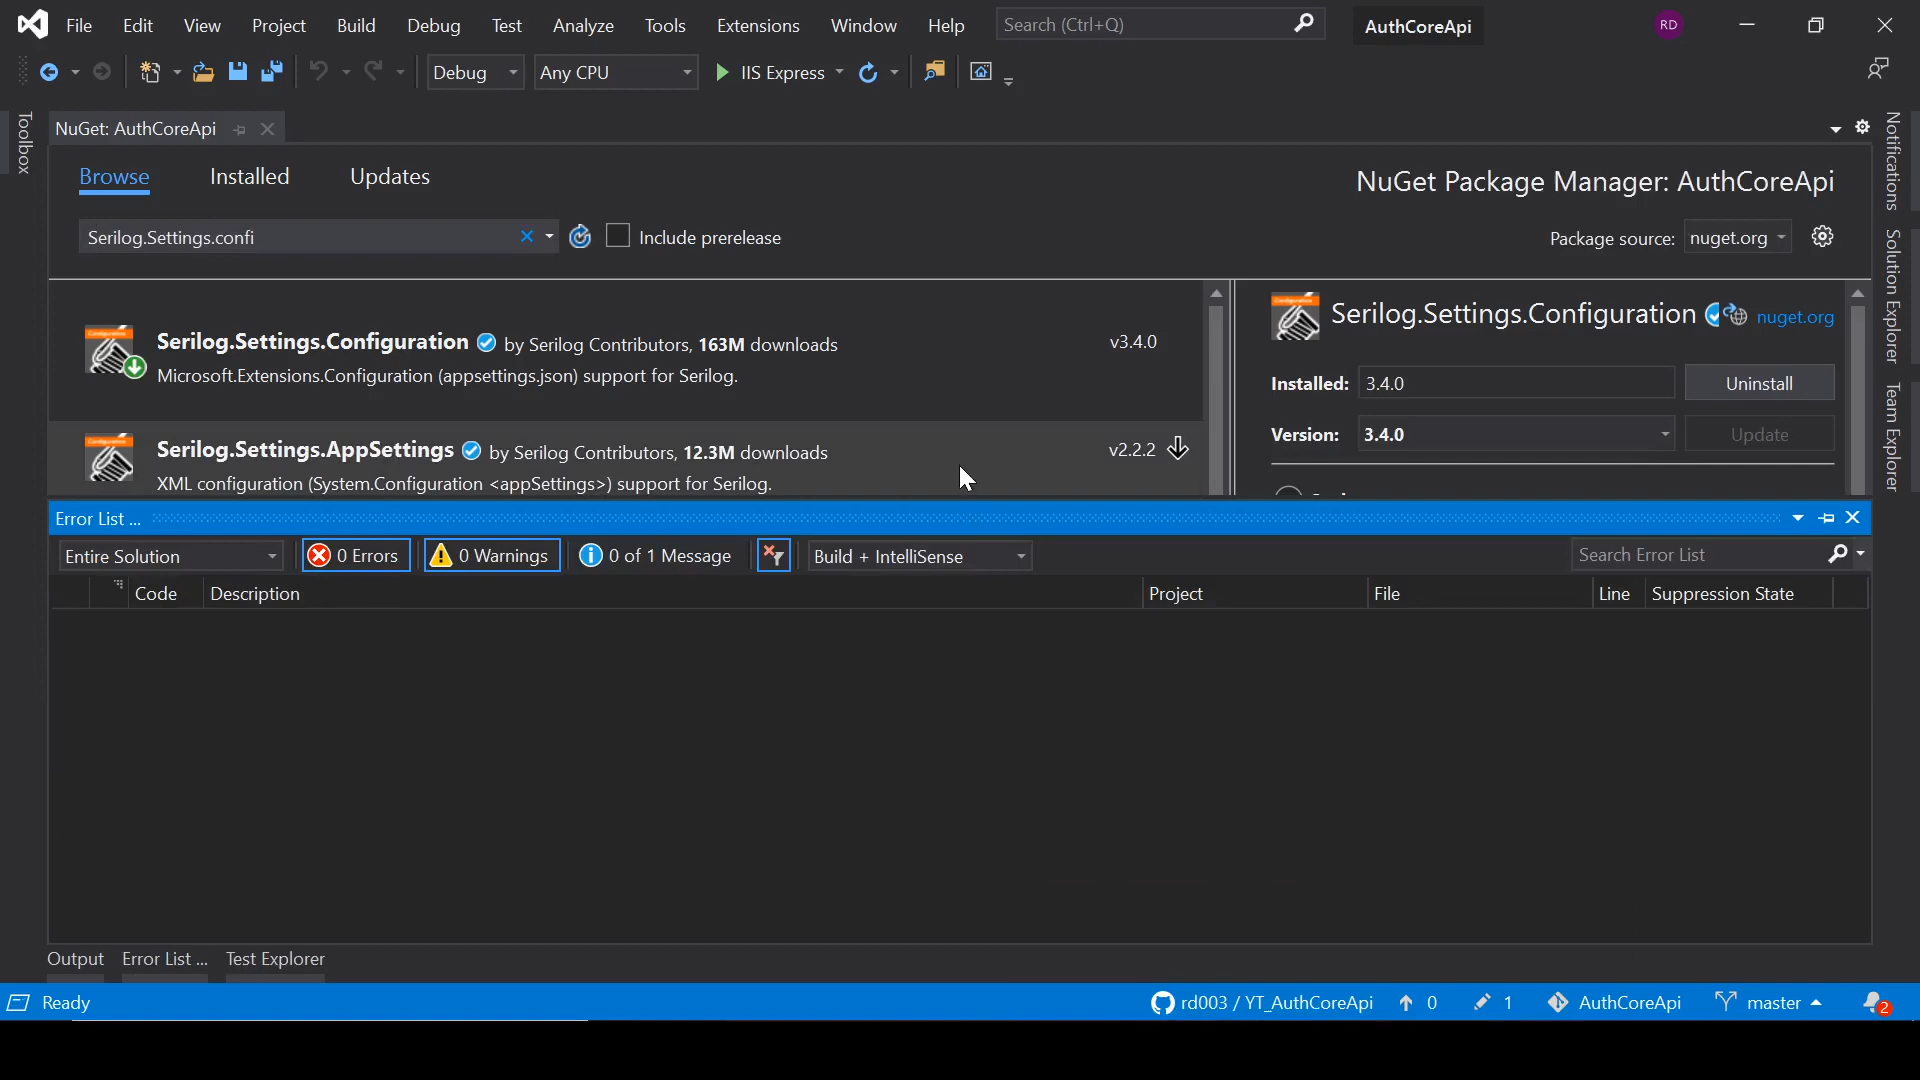 File Edit View Project Build Debug Test Analyze Tools Extensions Window Help Search (Ctrl+Q) AuthCoreApi RD
Debug Any CPU IIS Express
Toolbox
NuGet: AuthCoreApi
Browse Installed Updates
NuGet Package Manager: AuthCoreApi
Serilog.Settings.confi
Include prerelease
Package source: nuget.org
Serilog.Settings.Configuration by Serilog Contributors, 163M downloads v3.4.0
Microsoft.Extensions.Configuration (appsettings.json) support for Serilog.
Serilog.Settings.AppSettings by Serilog Contributors, 12.3M downloads v2.2.2
XML configuration (System.Configuration <appSettings>) support for Serilog.
Serilog.Settings.Configuration nuget.org
Installed: 3.4.0 Uninstall
Version: 3.4.0 Update
Notifications
Solution Explorer
Team Explorer
Error List ...
Entire Solution 0 Errors 0 Warnings 0 of 1 Message Build + IntelliSense Search Error List
Code Description Project File Line Suppression State
Output Error List ... Test Explorer
Ready rd003 / YT_AuthCoreApi 0 1 AuthCoreApi master 2